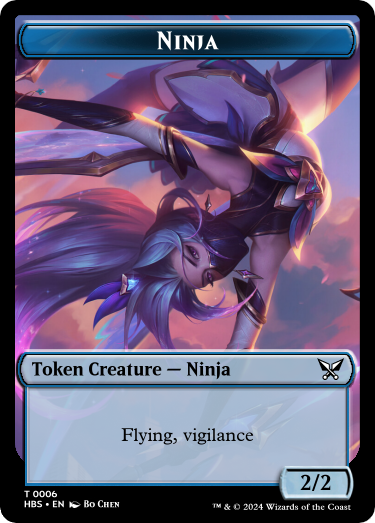 Ninja
Token Creature — Ninja
Flying, vigilance
2/2
T 0006
HBS • EN Bo Chen
™ & © 2024 Wizards of the Coast